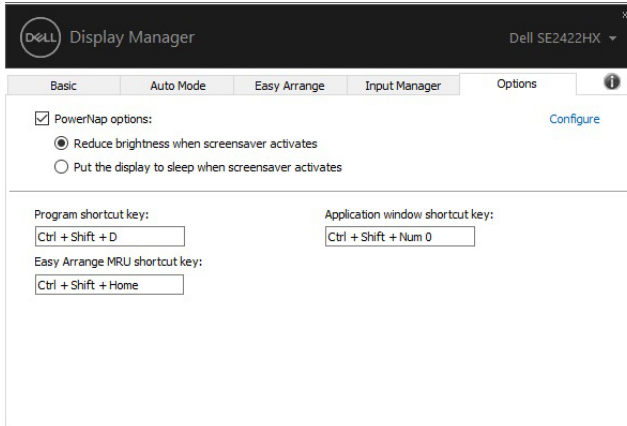 DELL Display Manager
Dell SE2422HX
Basic Auto Mode Easy Arrange Input Manager Options
PowerNap options:
Configure
Reduce brightness when screensaver activates
Put the display to sleep when screensaver activates
Program shortcut key:
Application window shortcut key:
Ctrl + Shift + D
Ctrl + Shift + Num 0
Easy Arrange MRU shortcut key:
Ctrl + Shift + Home